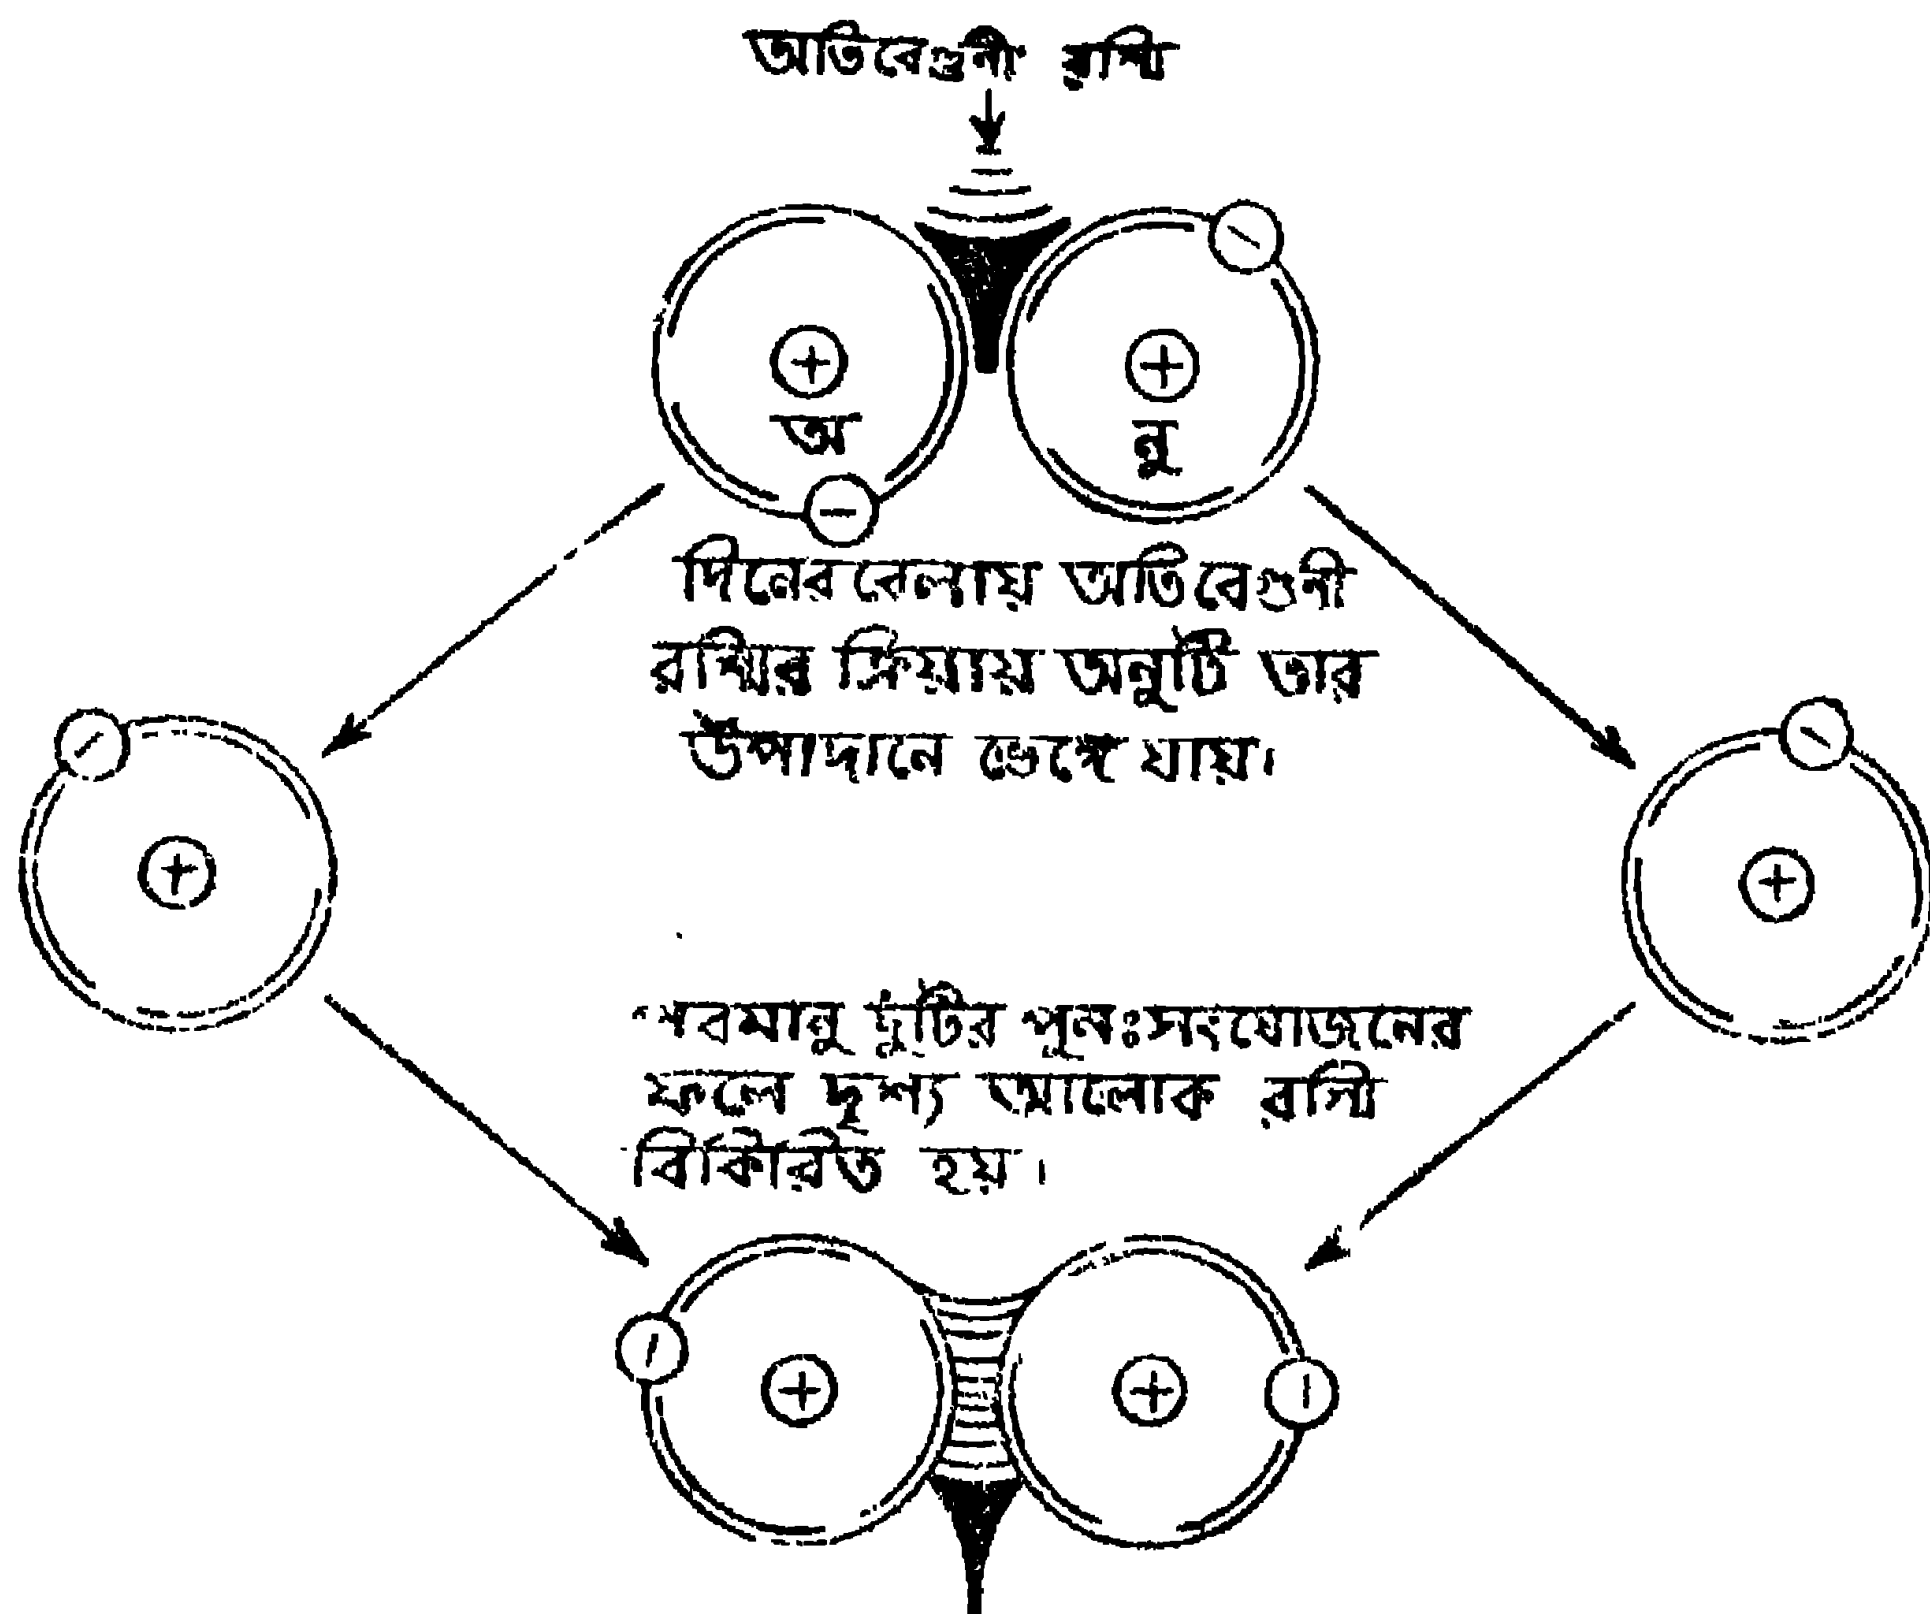 অতিবেগুনী রশ্মি
অ নু
দিনের বেলায় অতিবেগুনী
রশ্মির ক্রিয়ায় অনুটি তার
উপাদানে ভেঙ্গে যায়।
পরমানু দুটির পুনঃসংযোজনের
ফলে দৃশ্য আলোক রশ্মি
বিকিরিত হয়।